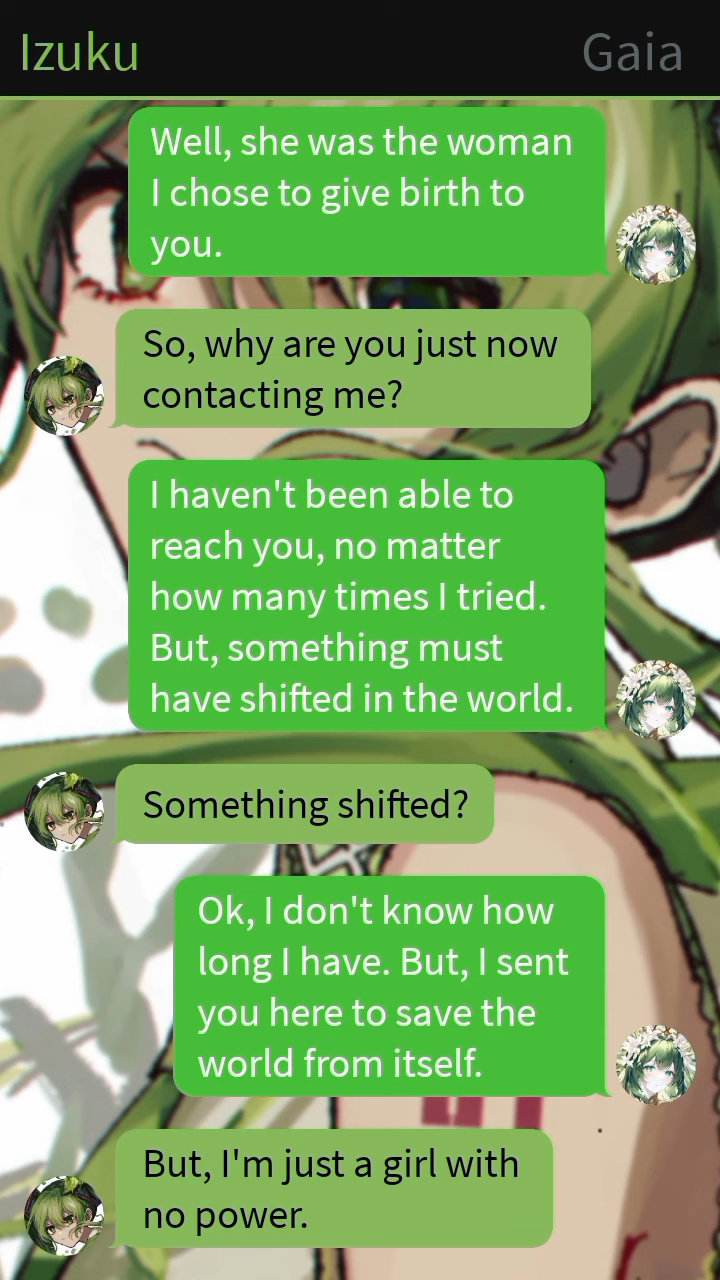 Izuku
Gaia
Well, she was the woman
I chose to give birth to
you.
So, why are you just now
contacting me?
I haven't been able to
reach you, no matter
how many times I tried.
But, something must
have shifted in the world.
Something shifted?
Ok, I don't know how
long I have. But, I sent
you here to save the
world from itself.
But, I'm just a girl with
no power.